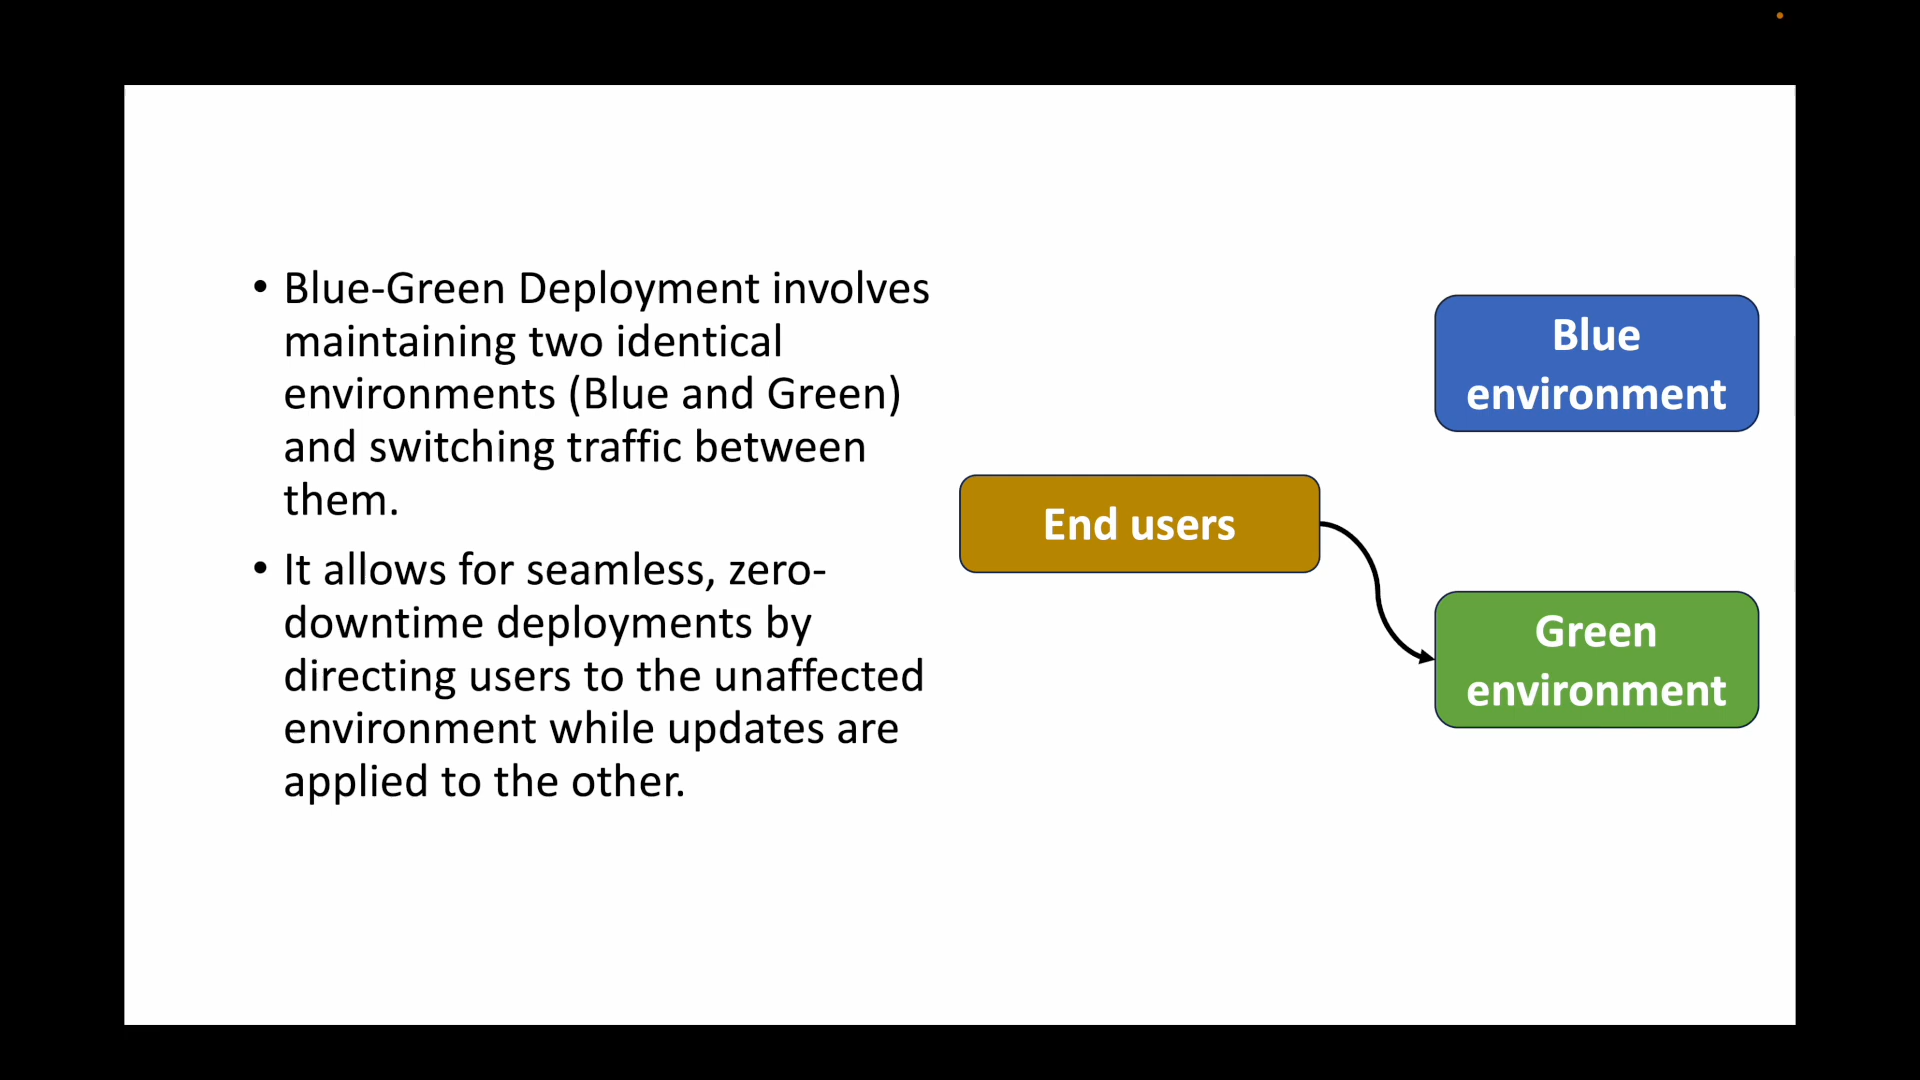 • Blue-Green Deployment involves
maintaining two identical
environments (Blue and Green)
and switching traffic between
them.
• It allows for seamless, zero-
downtime deployments by
directing users to the unaffected
environment while updates are
applied to the other.
End users
Blue
environment
Green
environment